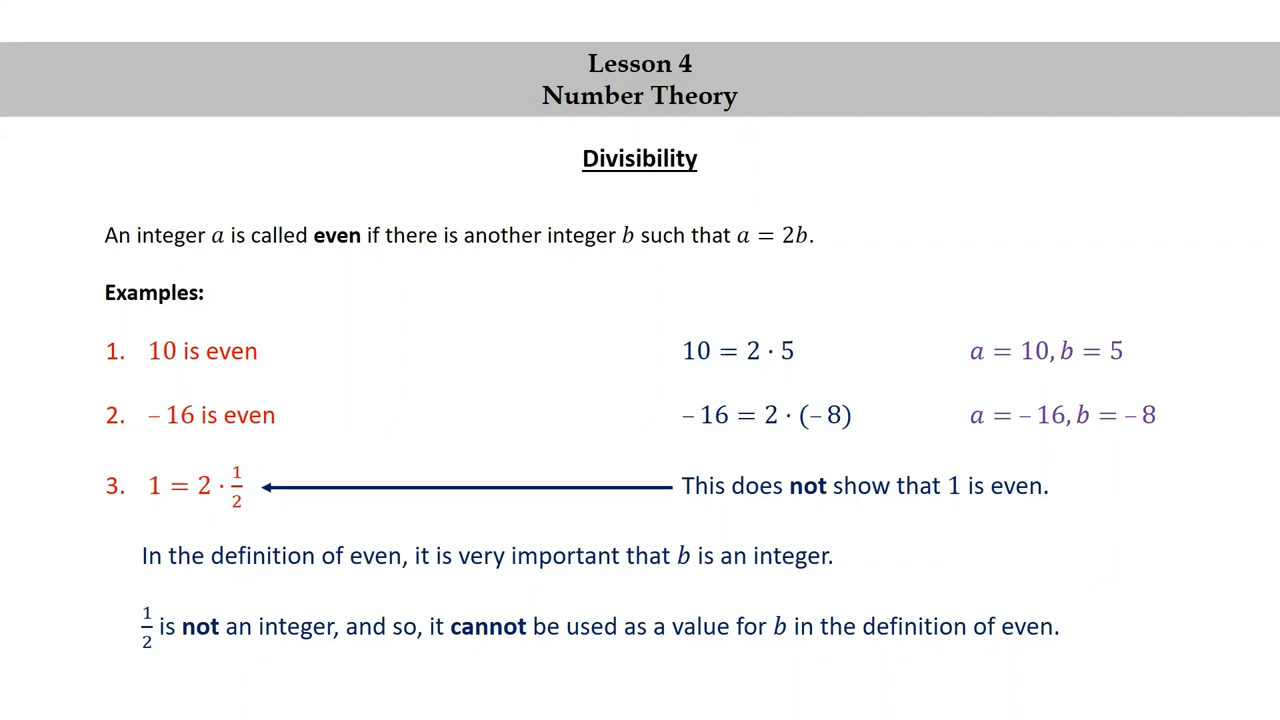 Lesson 4
Number Theory
Divisibility
An integer 𝑎 is called even if there is another integer 𝑏 such that 𝑎 = 2𝑏.
Examples:
1. 10 is even 10 = 2 ⋅ 5 𝑎 = 10, 𝑏 = 5
2. – 16 is even – 16 = 2 ⋅ (– 8) 𝑎 = – 16, 𝑏 = – 8
3. 1 = 2 ⋅ 1/2 This does not show that 1 is even.
In the definition of even, it is very important that 𝑏 is an integer.
1/2 is not an integer, and so, it cannot be used as a value for 𝑏 in the definition of even.